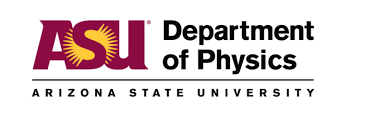 ASU Department
of Physics
ARIZONA STATE UNIVERSITY